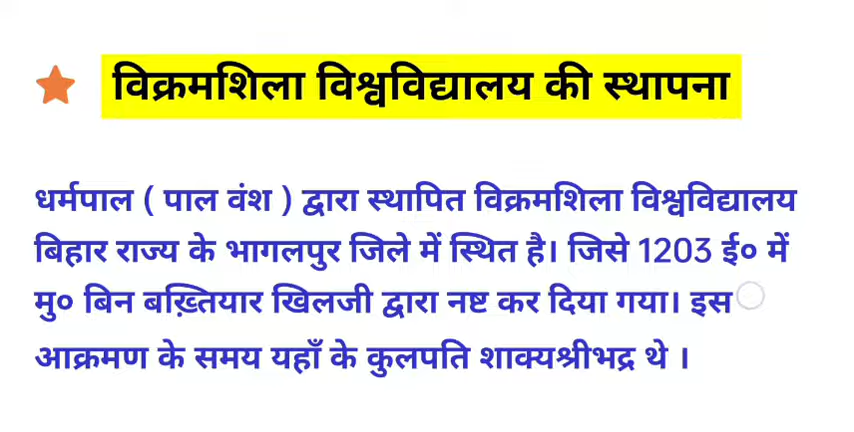 विक्रमशिला विश्वविद्यालय की स्थापना
धर्मपाल ( पाल वंश ) द्वारा स्थापित विक्रमशिला विश्वविद्यालय
बिहार राज्य के भागलपुर जिले में स्थित है। जिसे 1203 ई० में
मु० बिन बख़्तियार खिलजी द्वारा नष्ट कर दिया गया। इस
आक्रमण के समय यहाँ के कुलपति शाक्यश्रीभद्र थे ।